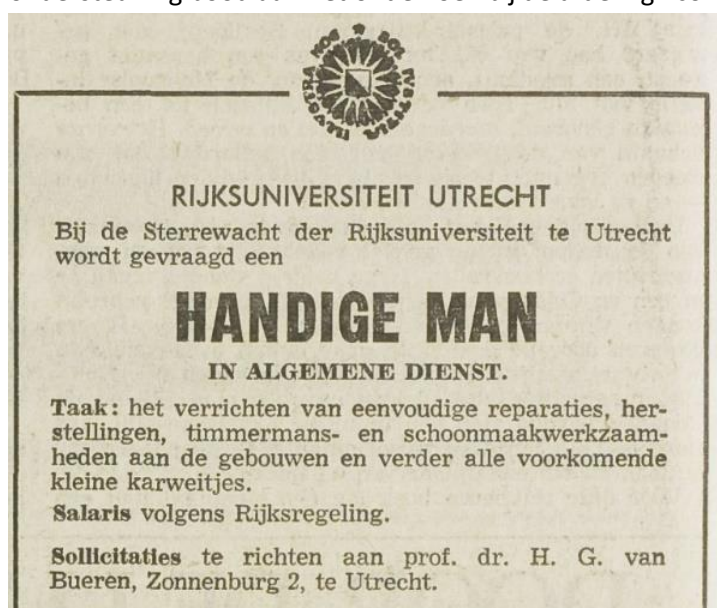 RIJKSUNIVERSITEIT UTRECHT
Bij de Sterrewacht der Rijksuniversiteit te Utrecht
wordt gevraagd een
HANDIGE MAN
IN ALGEMENE DIENST.
Taak: het verrichten van eenvoudige reparaties, her-
stellingen, timmermans- en schoonmaakwerkzaam-
heden aan de gebouwen en verder alle voorkomende
kleine karweitjes.
Salaris volgens Rijksregeling.
Sollicitaties te richten aan prof. dr. H. G. van
Bueren, Zonnenburg 2, te Utrecht.